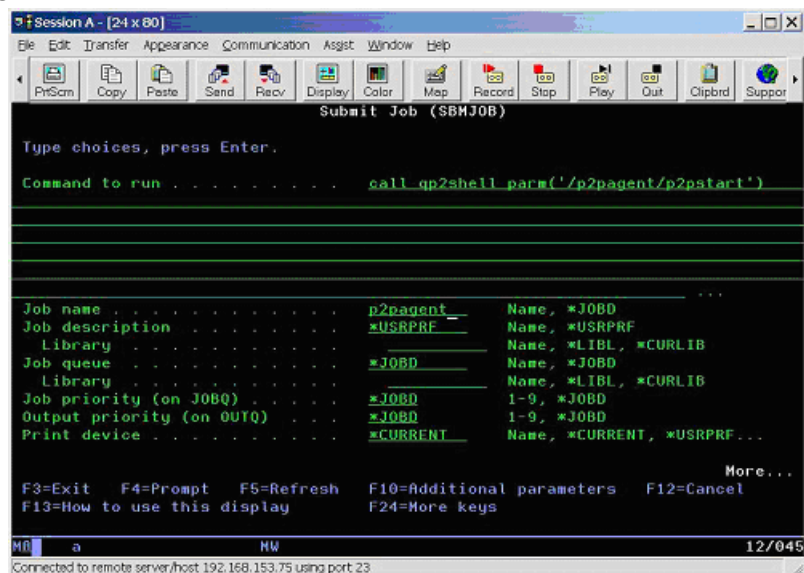 Session A - [24 x 80]
File Edit Transfer Appearance Communication Assist Window Help
PrtScrn Copy Paste Send Recv Display Color Map Record Stop Play Quit Clipbrd Suppor
Submit Job (SBMJOB)
Type choices, press Enter.
Command to run . . . . . . . . . call qp2shell parm('/p2pagent/p2pstart')
...
Job name . . . . . . . . . . . . p2pagent Name, *JOBD
Job description . . . . . . . . *USRPRF Name, *USRPRF
Library . . . . . . . . . . . Name, *LIBL, *CURLIB
Job queue . . . . . . . . . . . *JOBD Name, *JOBD
Library . . . . . . . . . . . Name, *LIBL, *CURLIB
Job priority (on JOBQ) . . . . . *JOBD 1-9, *JOBD
Output priority (on OUTQ) . . . *JOBD 1-9, *JOBD
Print device . . . . . . . . . . *CURRENT Name, *CURRENT, *USRPRF...
More...
F3=Exit F4=Prompt F5=Refresh F10=Additional parameters F12=Cancel
F13=How to use this display F24=More keys
a MW 12/045
Connected to remote server/host 192.168.153.75 using port 23